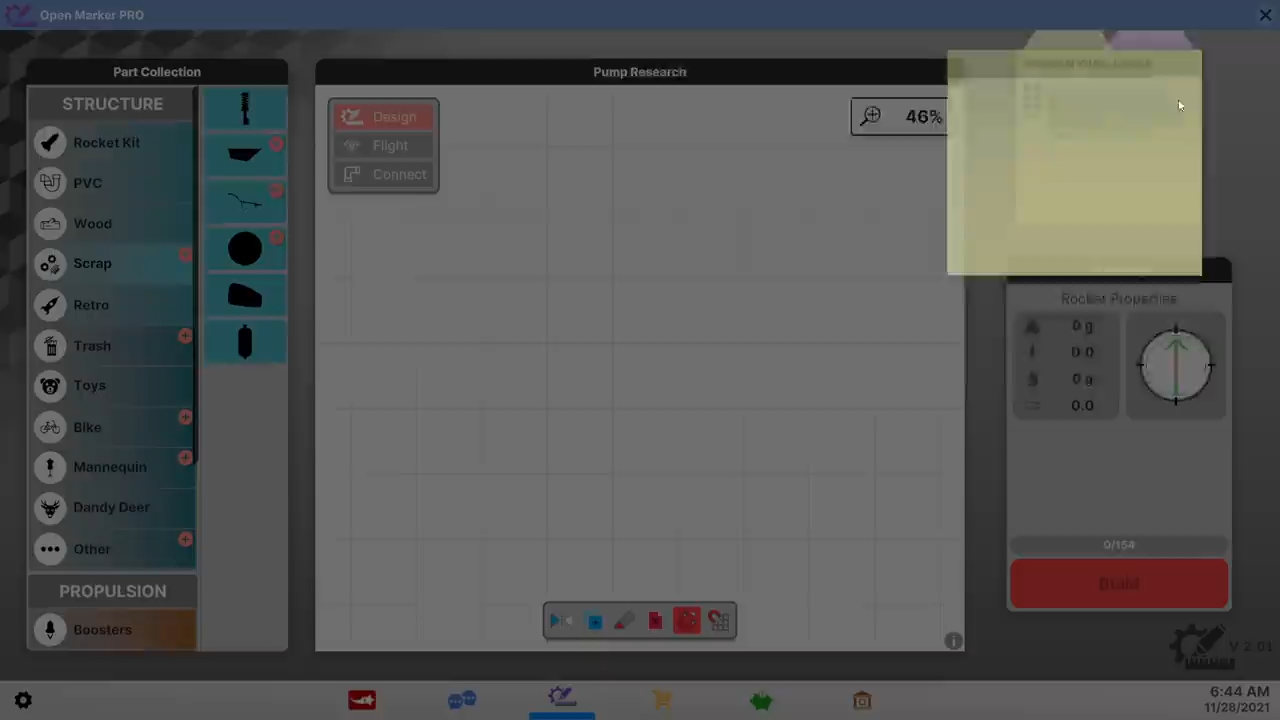 Open Marker PRO
Part Collection
STRUCTURE
Rocket Kit
PVC
Wood
Scrap
Retro
Trash
Toys
Bike
Mannequin
Dandy Deer
Other
PROPULSION
Boosters
Pump Research
Design
Flight
Connect
46%
Rocket Properties
0 g
0.0
0 g
0.0
0/154
Build
V 2.01
6:44 AM
11/28/2021